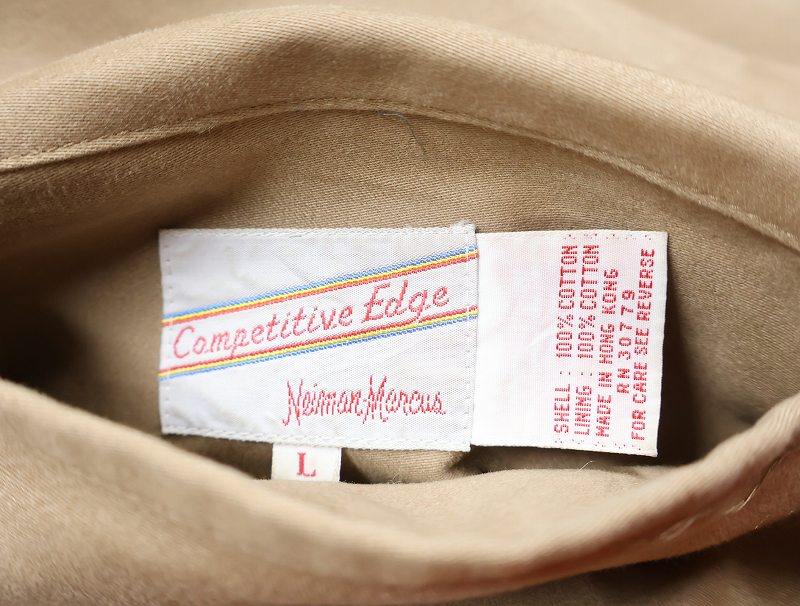 Competitive Edge
Neiman-Marcus
L
SHELL : 100% COTTON
LINING : 100% COTTON
MADE IN HONG KONG
RN 30779
FOR CARE SEE REVERSE